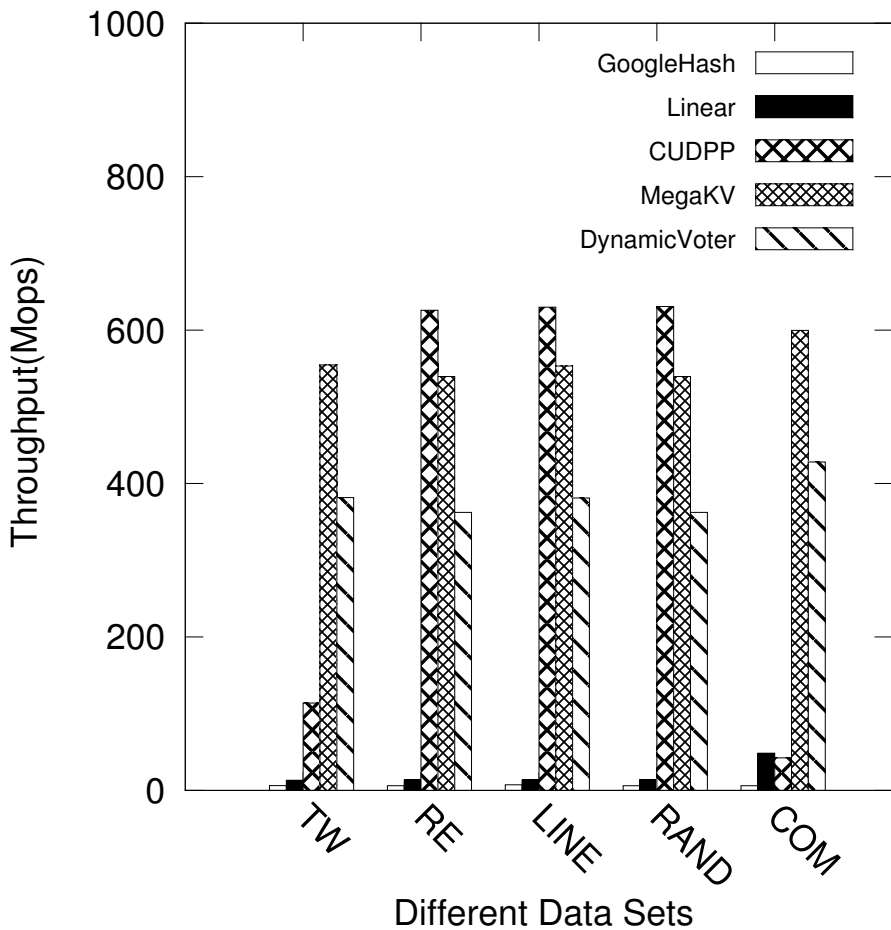 1000
800
600
400
200
0
Throughput(Mops)
GoogleHash
Linear
CUDPP
MegaKV
DynamicVoter
TW
RE
LINE
RAND
COM
Different Data Sets